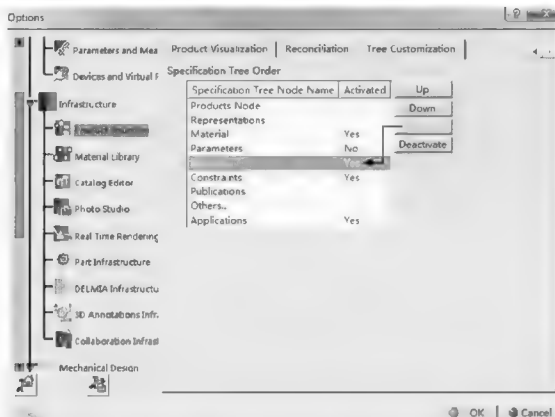 Options
Parameters and Mea
Devices and Virtual F
Infrastructure
Material Library
Catalog Editor
Photo Studio
Real Time Rendering
Part Infrastructure
DELMIA Infrastructu
3D Annotations Infr.
Collaboration Infrast
Mechanical Design
Product Visualization
Reconciliation
Tree Customization
Specification Tree Order
Specification Tree Node Name Activated
Products Node
Representations
Material Yes
Parameters No
Yes
Constraints Yes
Publications
Others..
Applications Yes
Up
Down
Deactivate
OK
Cancel